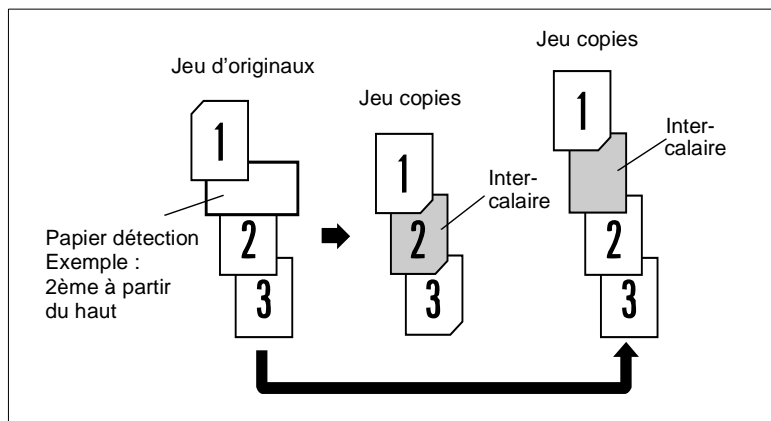 Jeu d'originaux
1
2
3
Papier détection
Exemple :
2ème à partir
du haut
Jeu copies
1
2
3
Inter-
calaire
Jeu copies
1
2
3
Inter-
calaire